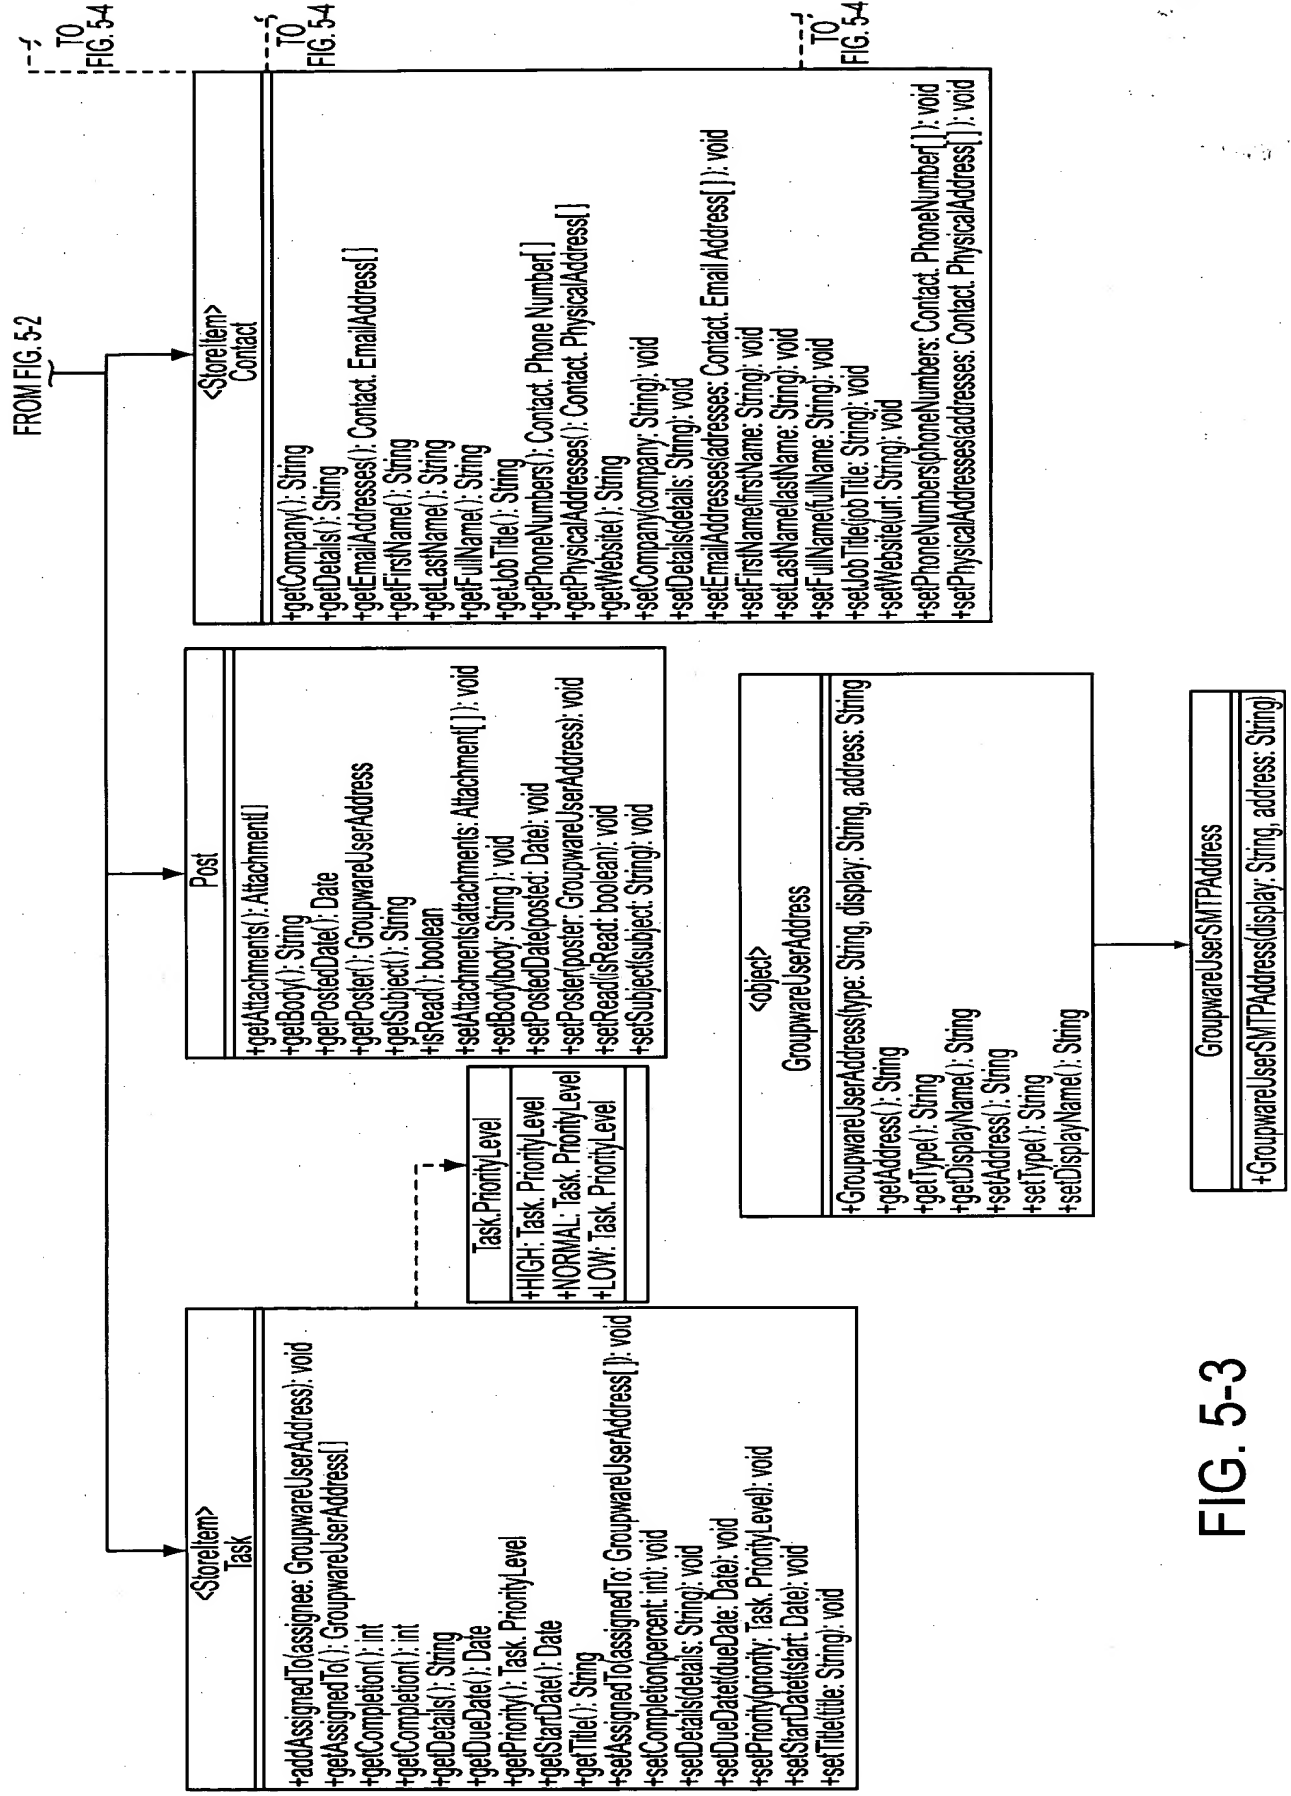 FROM FIG. 5-2
<StoreItem>
Task
+addAssignedTo(assignee: GroupwareUserAddress): void
+getAssignedTo( ): GroupwareUserAddress[ ]
+getCompletion( ): int
+getCompletion( ): int
+getDetails( ): String
+getDueDate( ): Date
+getPriority( ): Task. PriorityLevel
+getStartDate( ): Date
+getTitle( ): String
+setAssignedTo(assignedTo: GroupwareUserAddress[ ]): void
+setCompletion(percent: int): void
+setDetails(details: String): void
+setDueDatet(dueDate: Date): void
+setPriority(priority: Task. PriorityLevel): void
+setStartDatet(start: Date): void
+setTitle(title: String): void
Task.PriorityLevel
+HIGH: Task. PriorityLevel
+NORMAL: Task. PriorityLevel
+LOW: Task. PriorityLevel
Post
+getAttachments( ): Attachment[]
+getBody( ): String
+getPostedDate( ): Date
+getPoster( ): GroupwareUserAddress
+getSubject( ): String
+isRead( ): boolean
+setAttachments(attachments: Attachment[ ]): void
+setBody(body: String ): void
+setPostedDate(posted: Date): void
+setPoster(poster: GroupwareUserAddress): void
+setRead(isRead: boolean): void
+setSubject(subject: String): void
<StoreItem>
Contact
+getCompany( ): String
+getDetails( ): String
+getEmailAddresses( ): Contact. EmailAddress[ ]
+getFirstName( ): String
+getLastName( ): String
+getFullName( ): String
+getJobTitle( ): String
+getPhoneNumbers( ): Contact. Phone Number[ ]
+getPhysicalAddresses( ): Contact. PhysicalAddress[ ]
+getWebsite( ): String
+setCompany(company: String): void
+setDetails(details: String): void
+setEmailAddresses(adresses: Contact. Email Address[ ]): void
+setFirstName(firstName: String): void
+setLastName(lastName: String): void
+setFullName(fullName: String): void
+setJobTitle(jobTitle: String): void
+setWebsite(url: String): void
+setPhoneNumbers(phoneNumbers: Contact. PhoneNumber[ ]): void
+setPhysicalAddresses(addresses: Contact. PhysicalAddress[ ]): void
TO
FIG. 5-4
TO
FIG. 5-4
TO
FIG. 5-4
<object>
GroupwareUserAddress
+GroupwareUserAddress(type: String, display: String, address: String
+getAddress( ): String
+getType( ): String
+getDisplayName( ): String
+setAddress( ): String
+setType( ): String
+setDisplayName( ): String
GroupwareUserSMTPAddress
+GroupwareUserSMTPAddress(display: String, address: String)
FIG. 5-3